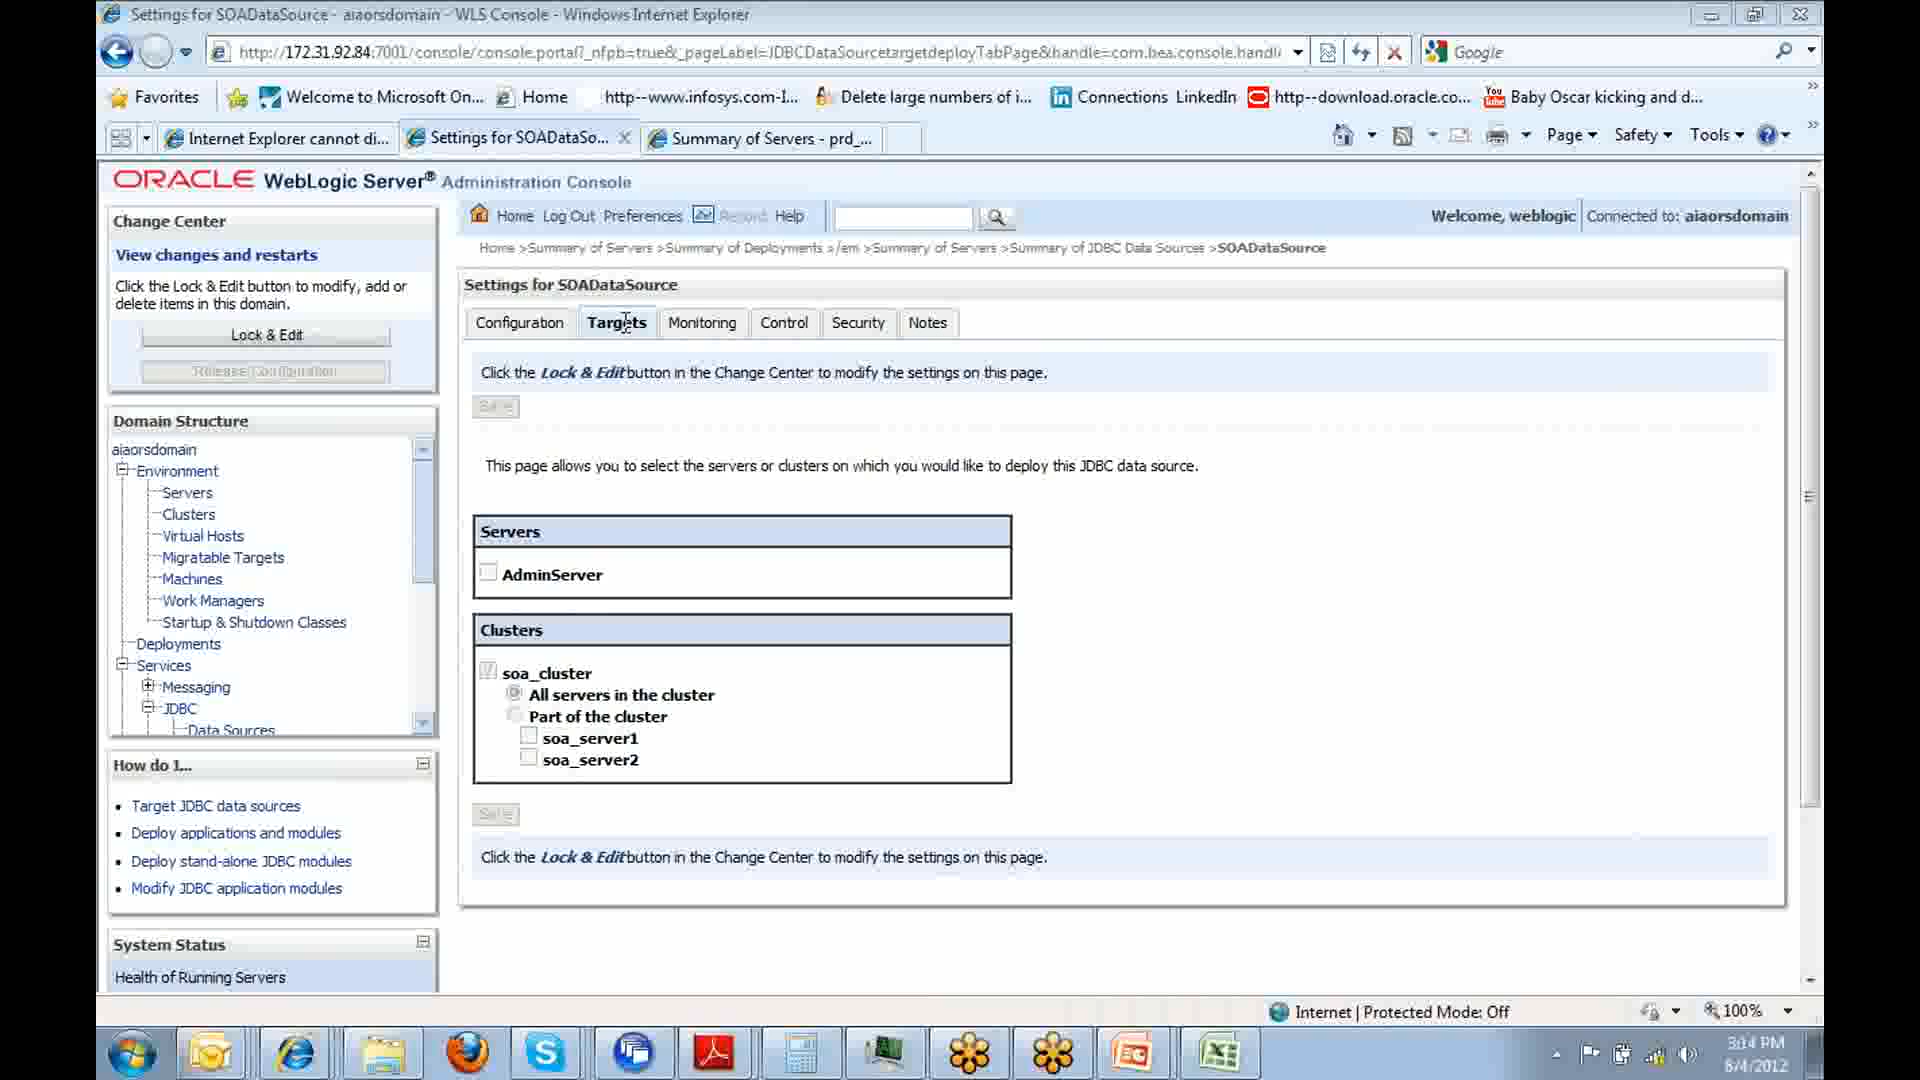 Settings for SOADataSource - aiaorsdomain - WLS Console - Windows Internet Explorer
http://172.31.92.84:7001/console/console.portal?_nfpb=true&_pageLabel=JDBCDataSourcetargetdeployTabPage&handle=com.bea.console.handl
Google
Favorites
Welcome to Microsoft On...
Home
http--www.infosys.com-I...
Delete large numbers of i...
Connections LinkedIn
http--download.oracle.co...
You Tube
Baby Oscar kicking and d...
Internet Explorer cannot di...
Settings for SOADataSo...
Summary of Servers - prd_...
Page
Safety
Tools
ORACLE WebLogic Server® Administration Console
Change Center
View changes and restarts
Click the Lock & Edit button to modify, add or
delete items in this domain.
Lock & Edit
Release Configuration
Domain Structure
aiaorsdomain
Environment
Servers
Clusters
Virtual Hosts
Migratable Targets
Machines
Work Managers
Startup & Shutdown Classes
Deployments
Services
Messaging
JDBC
Data Sources
How do I...
Target JDBC data sources
Deploy applications and modules
Deploy stand-alone JDBC modules
Modify JDBC application modules
System Status
Health of Running Servers
Home Log Out Preferences Record Help
Welcome, weblogic
Connected to: aiaorsdomain
Home >Summary of Servers >Summary of Deployments >/em >Summary of Servers >Summary of JDBC Data Sources >SOADataSource
Settings for SOADataSource
Configuration
Targets
Monitoring
Control
Security
Notes
Click the Lock & Edit button in the Change Center to modify the settings on this page.
Save
This page allows you to select the servers or clusters on which you would like to deploy this JDBC data source.
Servers
AdminServer
Clusters
soa_cluster
All servers in the cluster
Part of the cluster
soa_server1
soa_server2
Save
Click the Lock & Edit button in the Change Center to modify the settings on this page.
Internet | Protected Mode: Off
100%
3:14 PM
8/4/2012